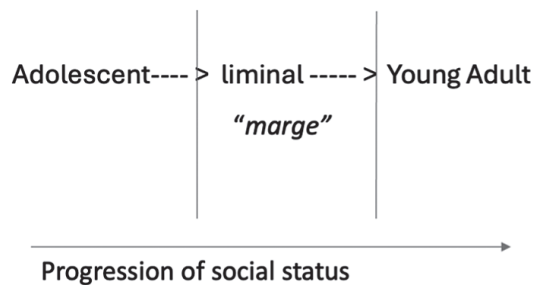 Adolescent---- > liminal ----- > Young Adult
“marge”
Progression of social status